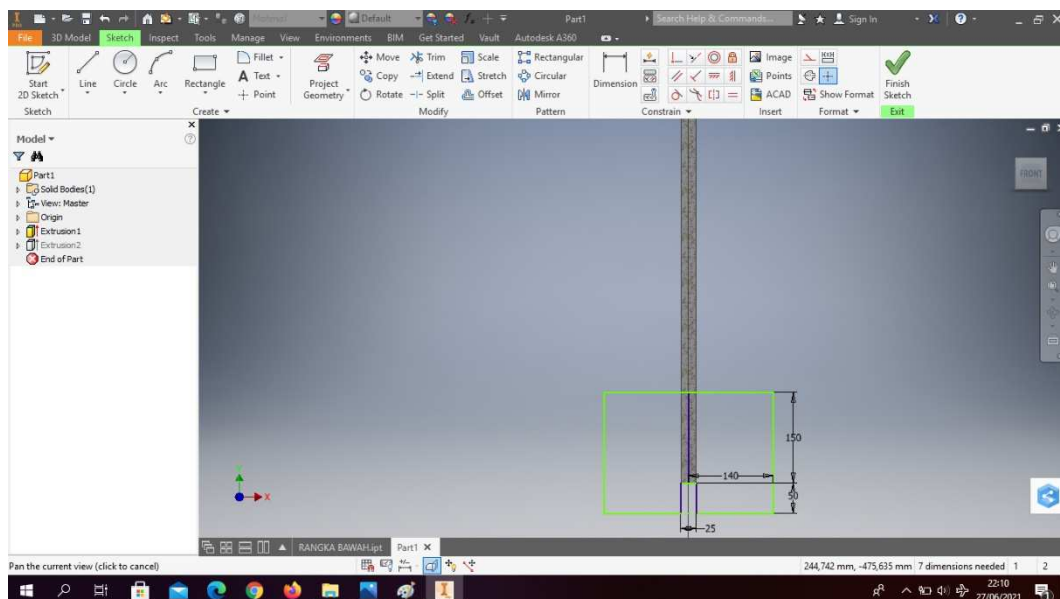 PRO
Material
Default
Part1
Search Help & Commands...
Sign In
File 3D Model Sketch Inspect Tools Manage View Environments BIM Get Started Vault Autodesk A360
Start 2D Sketch
Line
Circle
Arc
Rectangle
Fillet
Text
Point
Project Geometry
Move
Trim
Scale
Copy
Extend
Stretch
Rotate
Split
Offset
Rectangular
Circular
Mirror
Dimension
Image
Points
ACAD
Show Format
Finish Sketch
Sketch Create Modify Pattern Constrain Insert Format Exit
Model
Part1
Solid Bodies(1)
View: Master
Origin
Extrusion1
Extrusion2
End of Part
FRONT
150
140
50
25
Y
X
RANGKA BAWAH.ipt Part1
Pan the current view (click to cancel)
244,742 mm, -475,635 mm 7 dimensions needed 1 2
22:10
27/06/2021